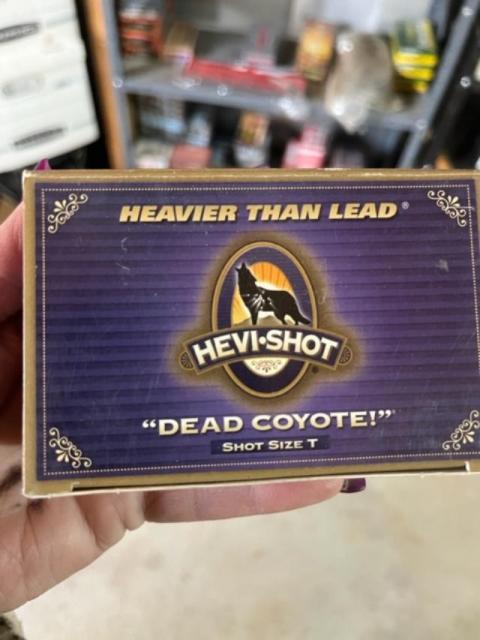 HEAVIER THAN LEAD®
HEVI•SHOT®
"DEAD COYOTE!"®
SHOT SIZE T